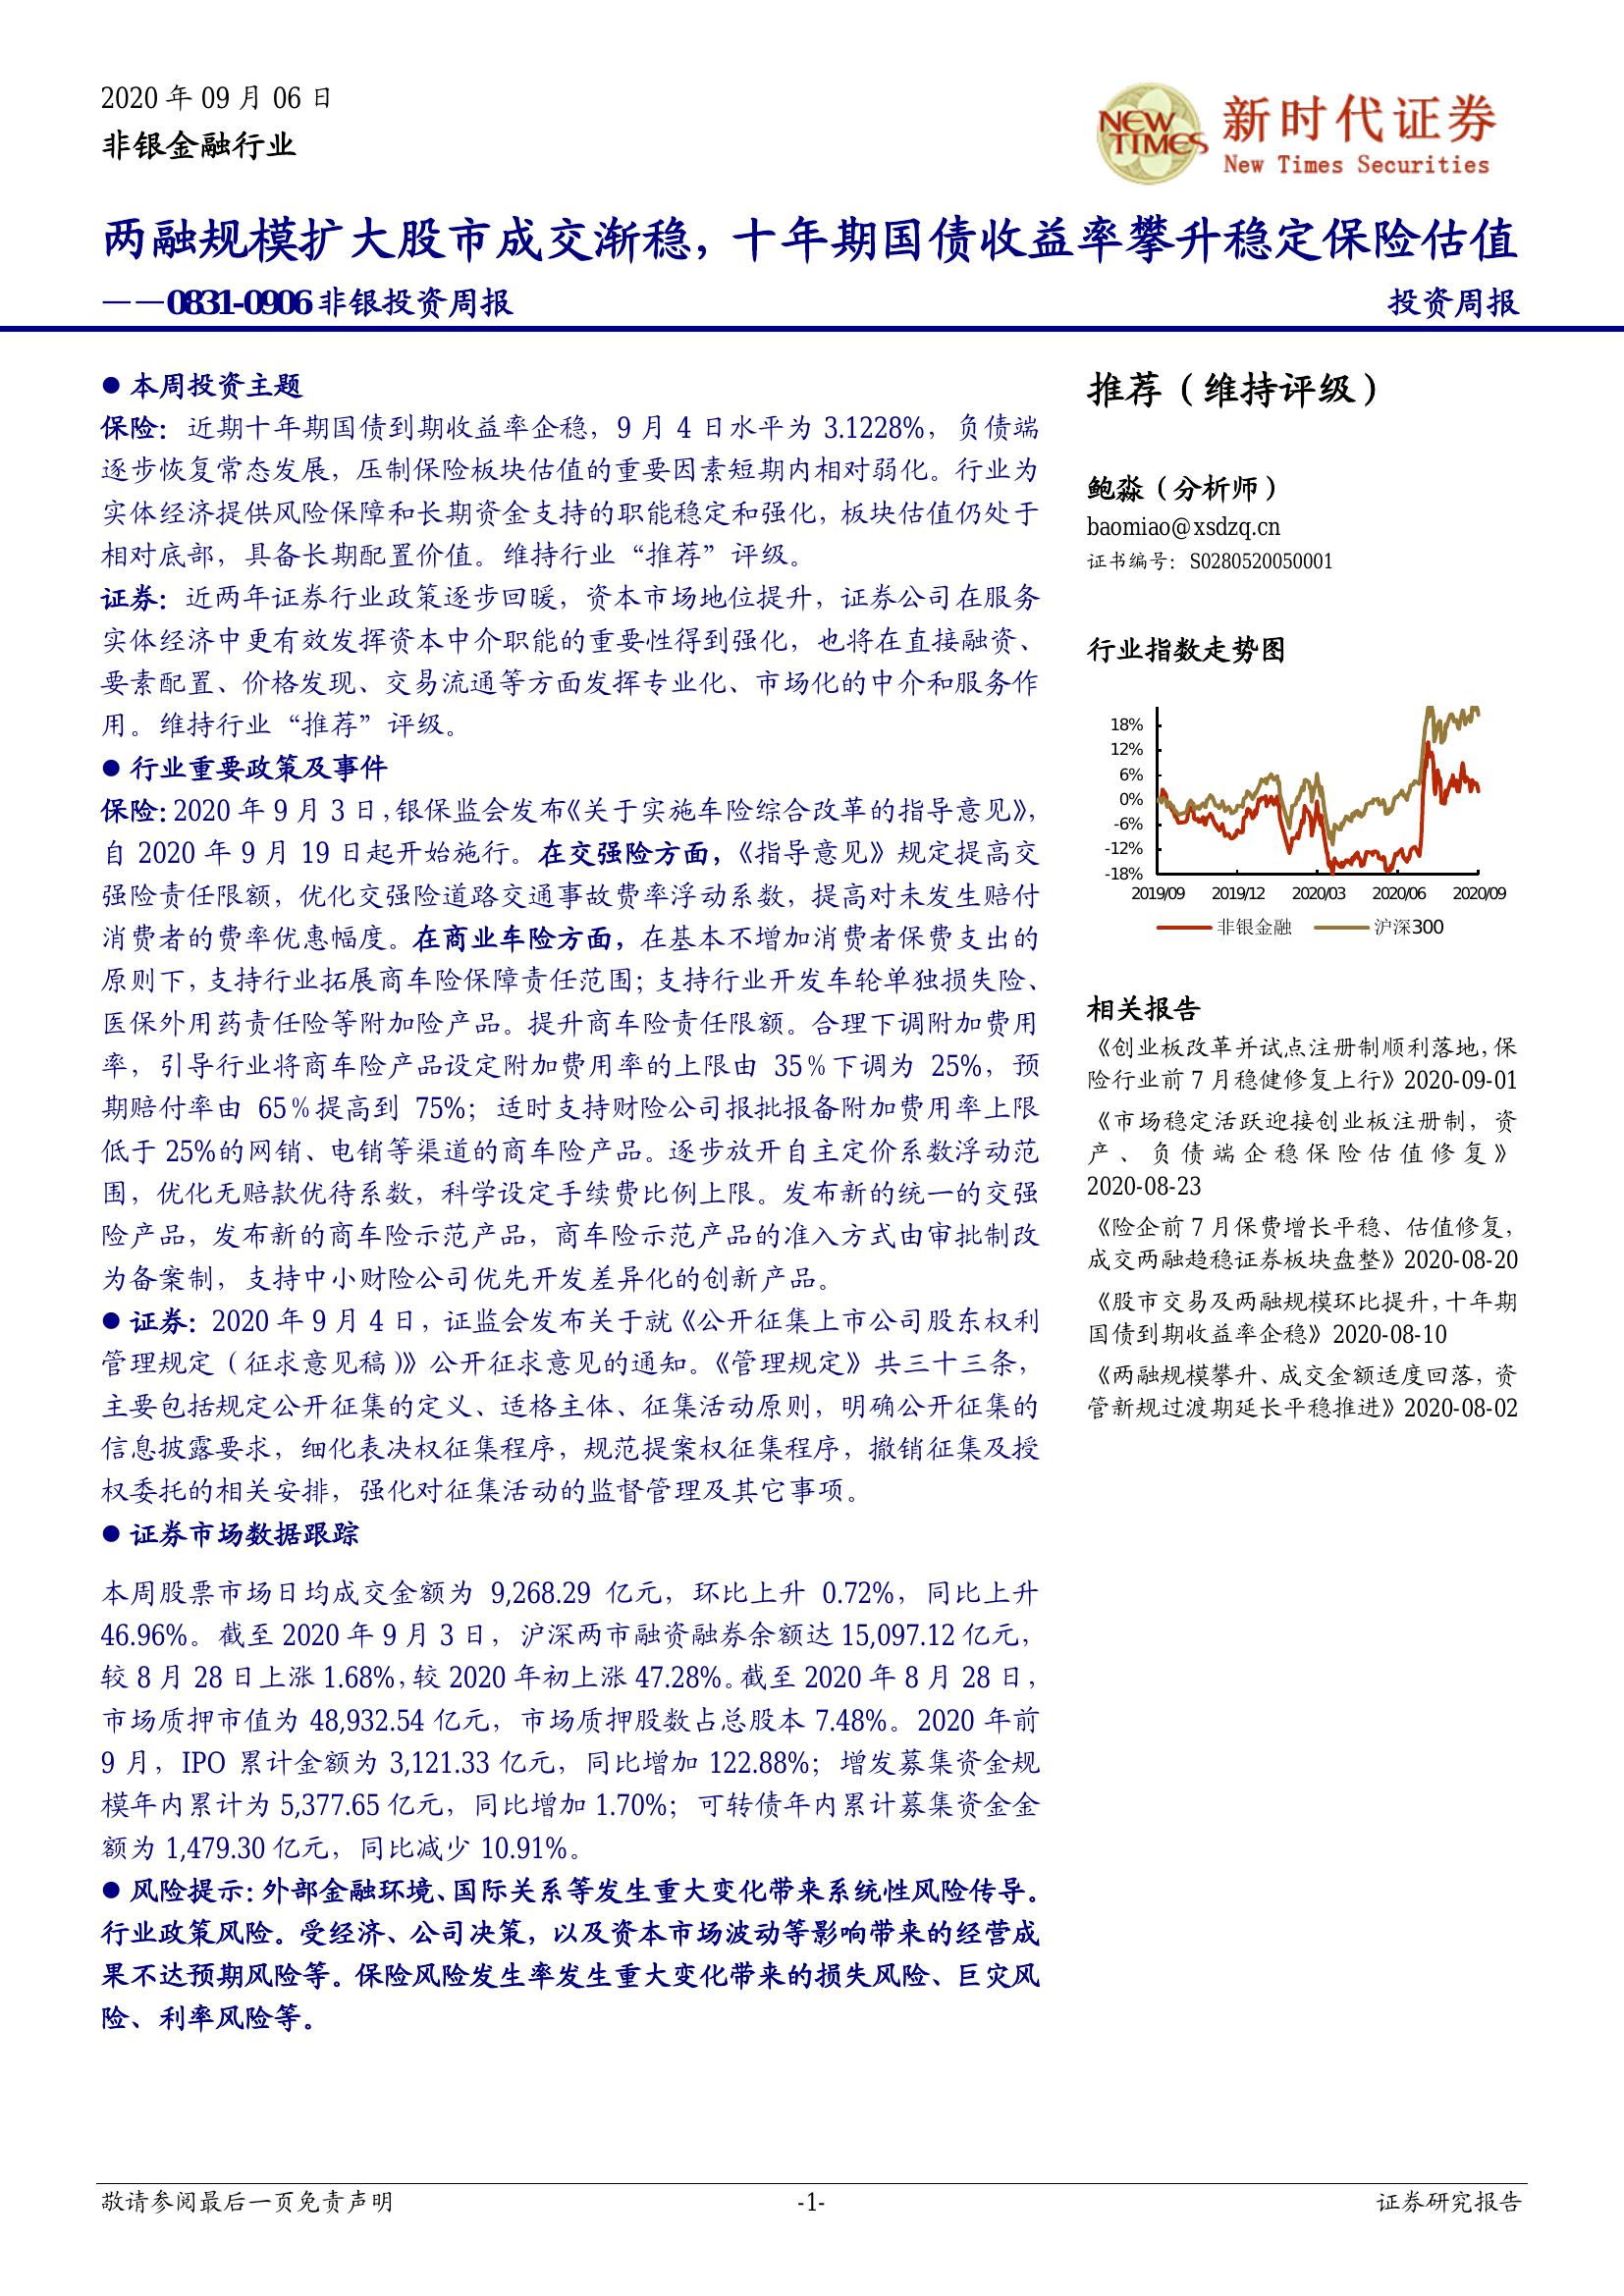 2020 年 09 月 06 日
非银金融行业
NEW TIMES
新时代证券
New Times Securities
两融规模扩大股市成交渐稳，十年期国债收益率攀升稳定保险估值
——0831-0906 非银投资周报
投资周报
● 本周投资主题
保险：近期十年期国债到期收益率企稳，9 月 4 日水平为 3.1228%，负债端
逐步恢复常态发展，压制保险板块估值的重要因素短期内相对弱化。行业为
实体经济提供风险保障和长期资金支持的职能稳定和强化，板块估值仍处于
相对底部，具备长期配置价值。维持行业“推荐”评级。
证券：近两年证券行业政策逐步回暖，资本市场地位提升，证券公司在服务
实体经济中更有效发挥资本中介职能的重要性得到强化，也将在直接融资、
要素配置、价格发现、交易流通等方面发挥专业化、市场化的中介和服务作
用。维持行业“推荐”评级。
● 行业重要政策及事件
保险：2020 年 9 月 3 日，银保监会发布《关于实施车险综合改革的指导意见》，
自 2020 年 9 月 19 日起开始施行。在交强险方面，《指导意见》规定提高交
强险责任限额，优化交强险道路交通事故费率浮动系数，提高对未发生赔付
消费者的费率优惠幅度。在商业车险方面，在基本不增加消费者保费支出的
原则下，支持行业拓展商车险保障责任范围；支持行业开发车轮单独损失险、
医保外用药责任险等附加险产品。提升商车险责任限额。合理下调附加费用
率，引导行业将商车险产品设定附加费用率的上限由 35%下调为 25%，预
期赔付率由 65%提高到 75%；适时支持财险公司报批报备附加费用率上限
低于 25%的网销、电销等渠道的商车险产品。逐步放开自主定价系数浮动范
围，优化无赔款优待系数，科学设定手续费比例上限。发布新的统一的交强
险产品，发布新的商车险示范产品，商车险示范产品的准入方式由审批制改
为备案制，支持中小财险公司优先开发差异化的创新产品。
● 证券：2020 年 9 月 4 日，证监会发布关于就《公开征集上市公司股东权利
管理规定（征求意见稿）》公开征求意见的通知。《管理规定》共三十三条，
主要包括规定公开征集的定义、适格主体、征集活动原则，明确公开征集的
信息披露要求，细化表决权征集程序，规范提案权征集程序，撤销征集及授
权委托的相关安排，强化对征集活动的监督管理及其它事项。
● 证券市场数据跟踪
本周股票市场日均成交金额为 9,268.29 亿元，环比上升 0.72%，同比上升
46.96%。截至 2020 年 9 月 3 日，沪深两市融资融券余额达 15,097.12 亿元，
较 8 月 28 日上涨 1.68%，较 2020 年初上涨 47.28%。截至 2020 年 8 月 28 日，
市场质押市值为 48,932.54 亿元，市场质押股数占总股本 7.48%。2020 年前
9 月，IPO 累计金额为 3,121.33 亿元，同比增加 122.88%；增发募集资金规
模年内累计为 5,377.65 亿元，同比增加 1.70%；可转债年内累计募集资金金
额为 1,479.30 亿元，同比减少 10.91%。
● 风险提示：外部金融环境、国际关系等发生重大变化带来系统性风险传导。
行业政策风险。受经济、公司决策，以及资本市场波动等影响带来的经营成
果不达预期风险等。保险风险发生率发生重大变化带来的损失风险、巨灾风
险、利率风险等。
推荐（维持评级）
鲍淼（分析师）
baomiao@xsdzq.cn
证书编号：S0280520050001
行业指数走势图
18%
12%
6%
0%
-6%
-12%
-18%
2019/09 2019/12 2020/03 2020/06 2020/09
非银金融 沪深300
相关报告
《创业板改革并试点注册制顺利落地，保
险行业前 7 月稳健修复上行》2020-09-01
《市场稳定活跃迎接创业板注册制，资
产、负债端企稳保险估值修复》
2020-08-23
《险企前 7 月保费增长平稳、估值修复，
成交两融趋稳证券板块盘整》2020-08-20
《股市交易及两融规模环比提升，十年期
国债到期收益率企稳》2020-08-10
《两融规模攀升、成交金额适度回落，资
管新规过渡期延长平稳推进》2020-08-02
敬请参阅最后一页免责声明
-1-
证券研究报告